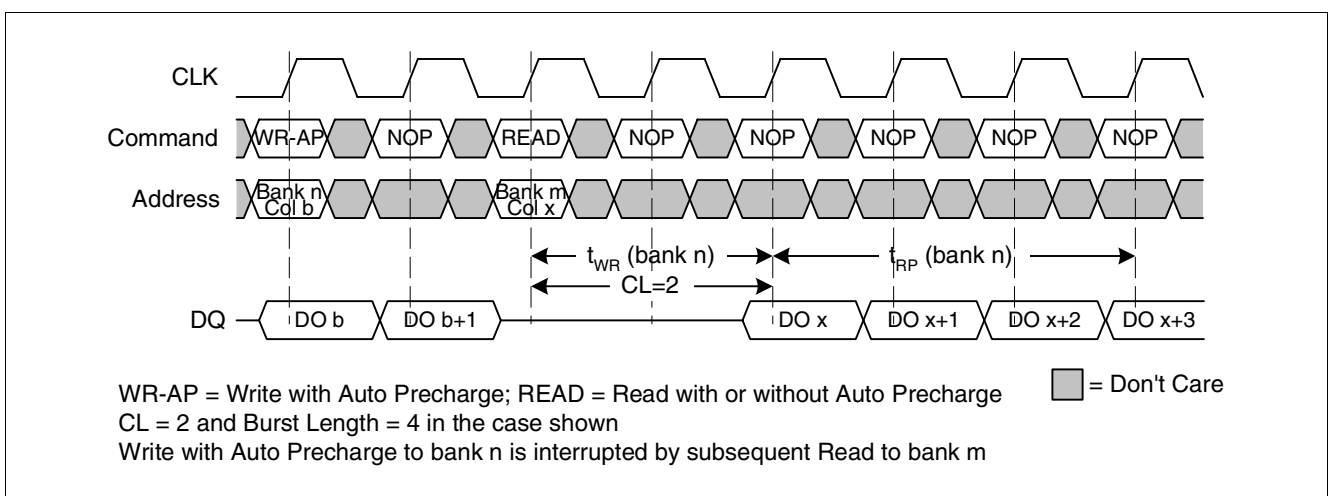 CLK
Command WR-AP NOP READ NOP NOP NOP NOP NOP
Address Bank n Bank m
Col b Col x
tWR (bank n) tRP (bank n)
CL=2
DQ DO b DO b+1 DO x DO x+1 DO x+2 DO x+3
WR-AP = Write with Auto Precharge; READ = Read with or without Auto Precharge = Don't Care
CL = 2 and Burst Length = 4 in the case shown
Write with Auto Precharge to bank n is interrupted by subsequent Read to bank m